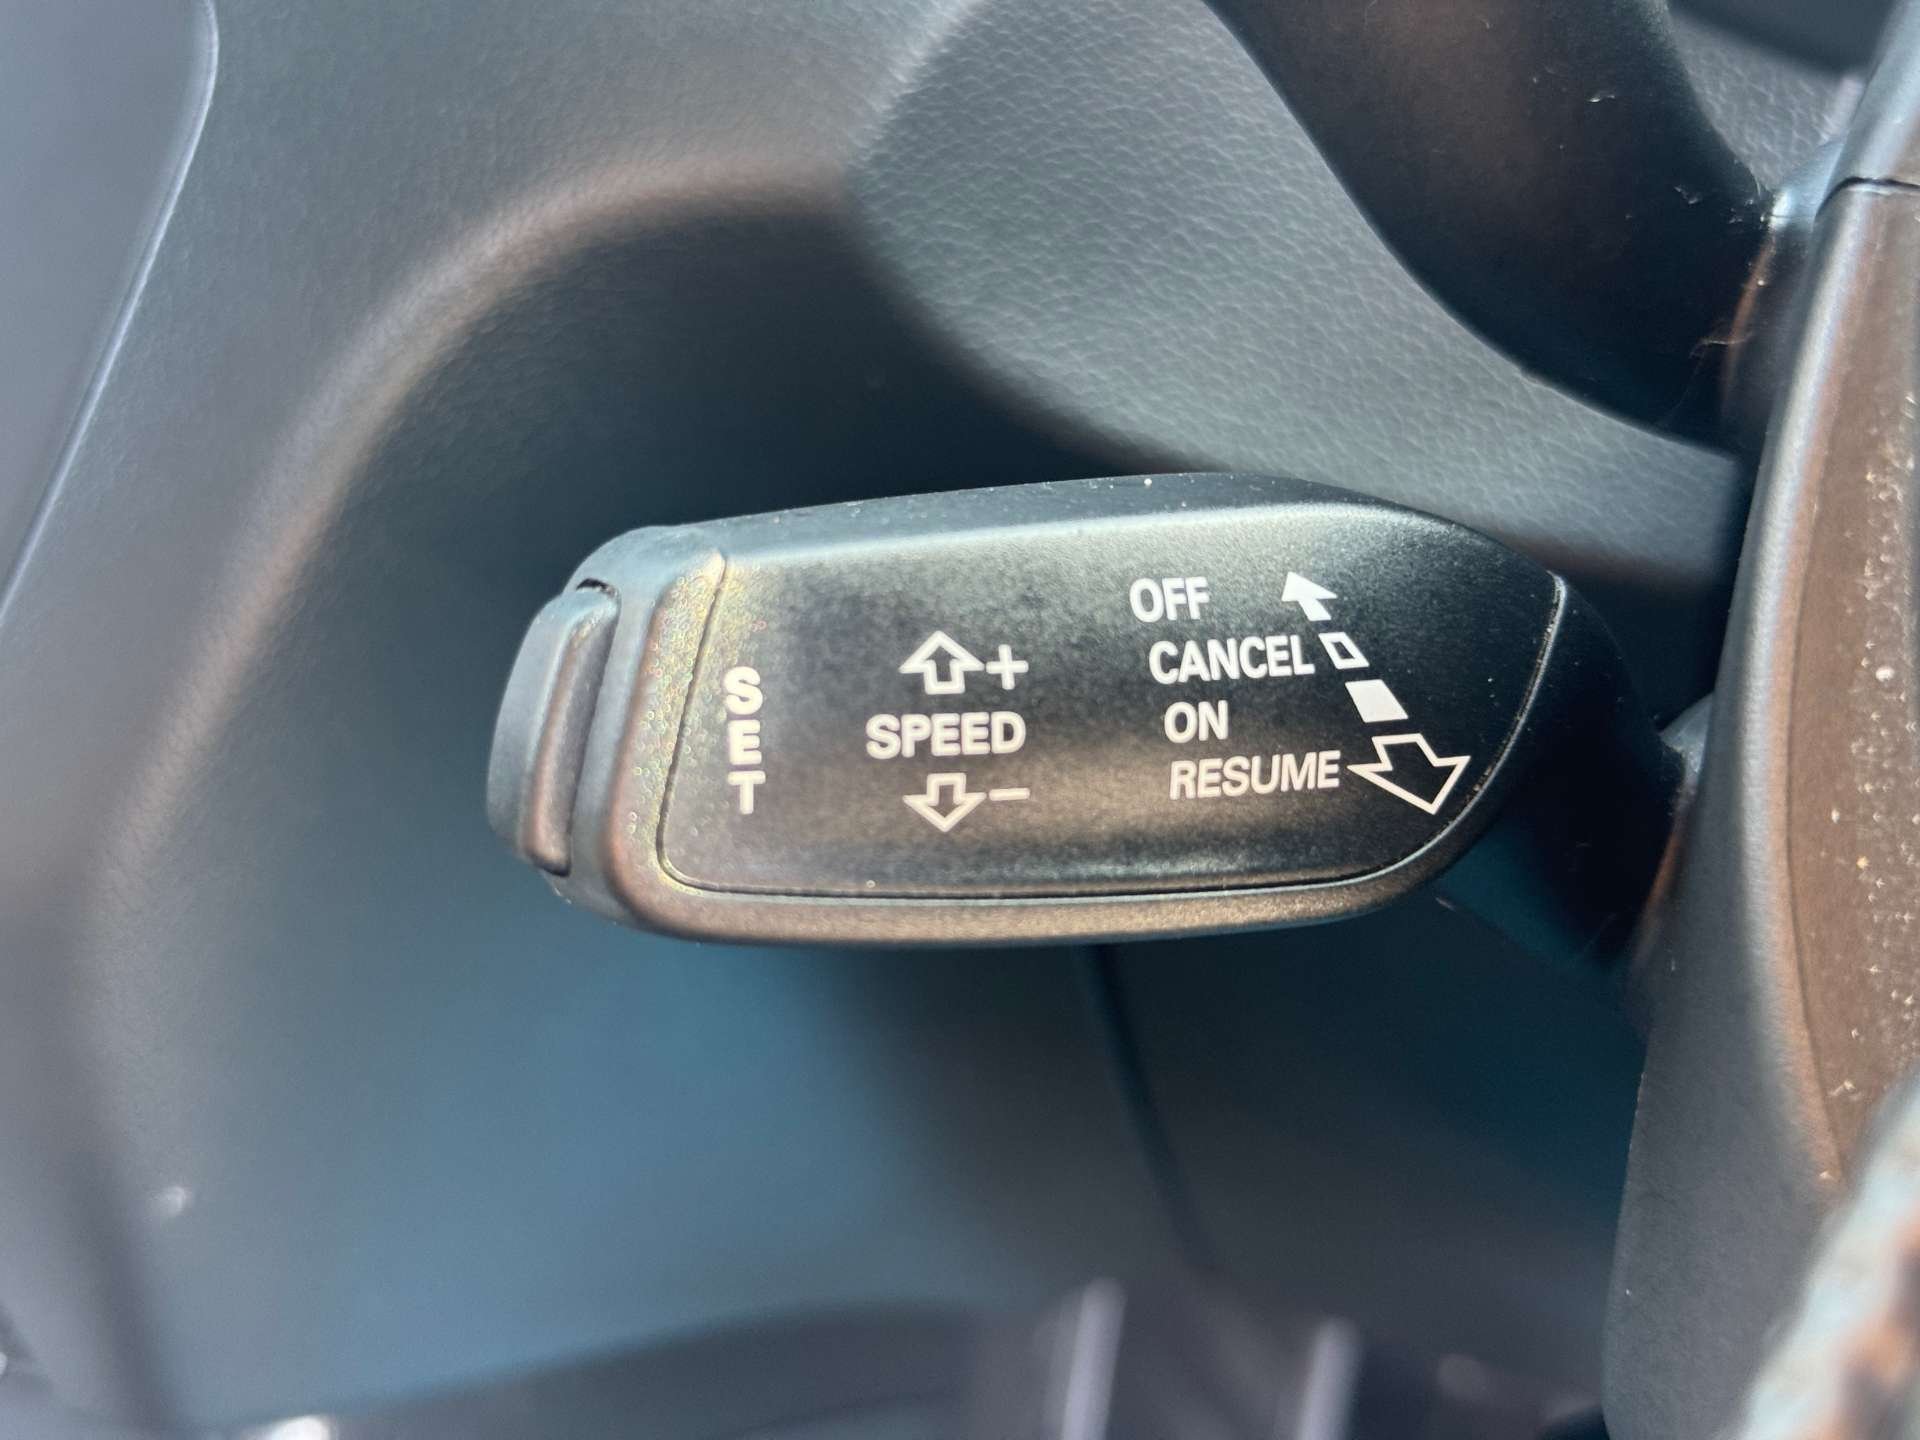 SET
+
SPEED
-
OFF
CANCEL
ON
RESUME